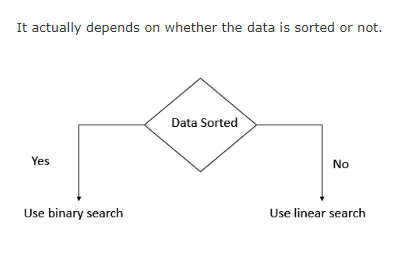 It actually depends on whether the data is sorted or not.
Data Sorted
Yes
No
Use binary search
Use linear search